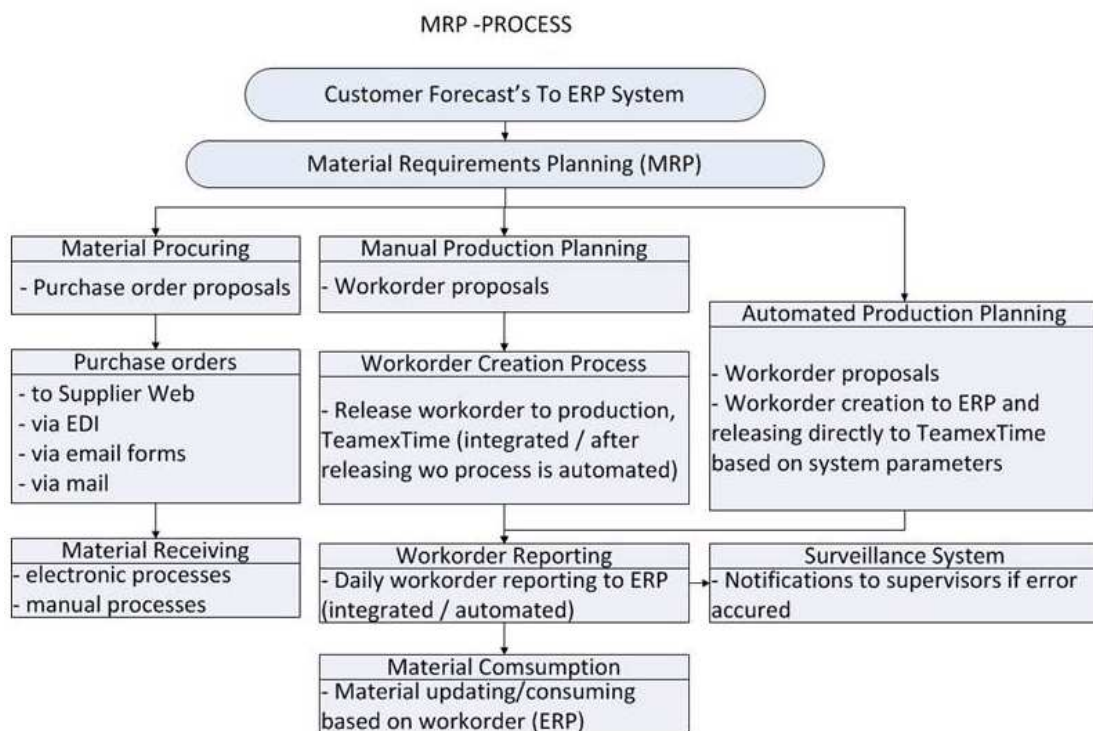 MRP -PROCESS
Customer Forecast's To ERP System
Material Requirements Planning (MRP)
Material Procuring
- Purchase order proposals
Manual Production Planning
- Workorder proposals
Automated Production Planning
- Workorder proposals
- Workorder creation to ERP and
releasing directly to TeamexTime
based on system parameters
Purchase orders
- to Supplier Web
- via EDI
- via email forms
- via mail
Workorder Creation Process
- Release workorder to production,
TeamexTime (integrated / after
releasing wo process is automated)
Material Receiving
- electronic processes
- manual processes
Workorder Reporting
- Daily workorder reporting to ERP
(integrated / automated)
Surveillance System
- Notifications to supervisors if error
accured
Material Comsumption
- Material updating/consuming
based on workorder (ERP)